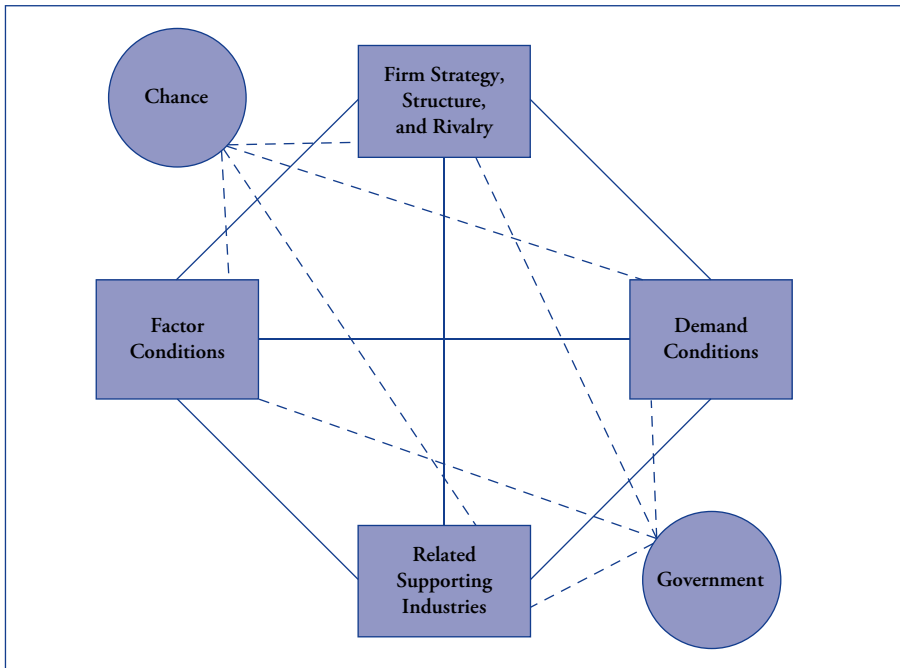 Chance
Firm Strategy,
Structure,
and Rivalry
Factor
Conditions
Demand
Conditions
Related
Supporting
Industries
Government